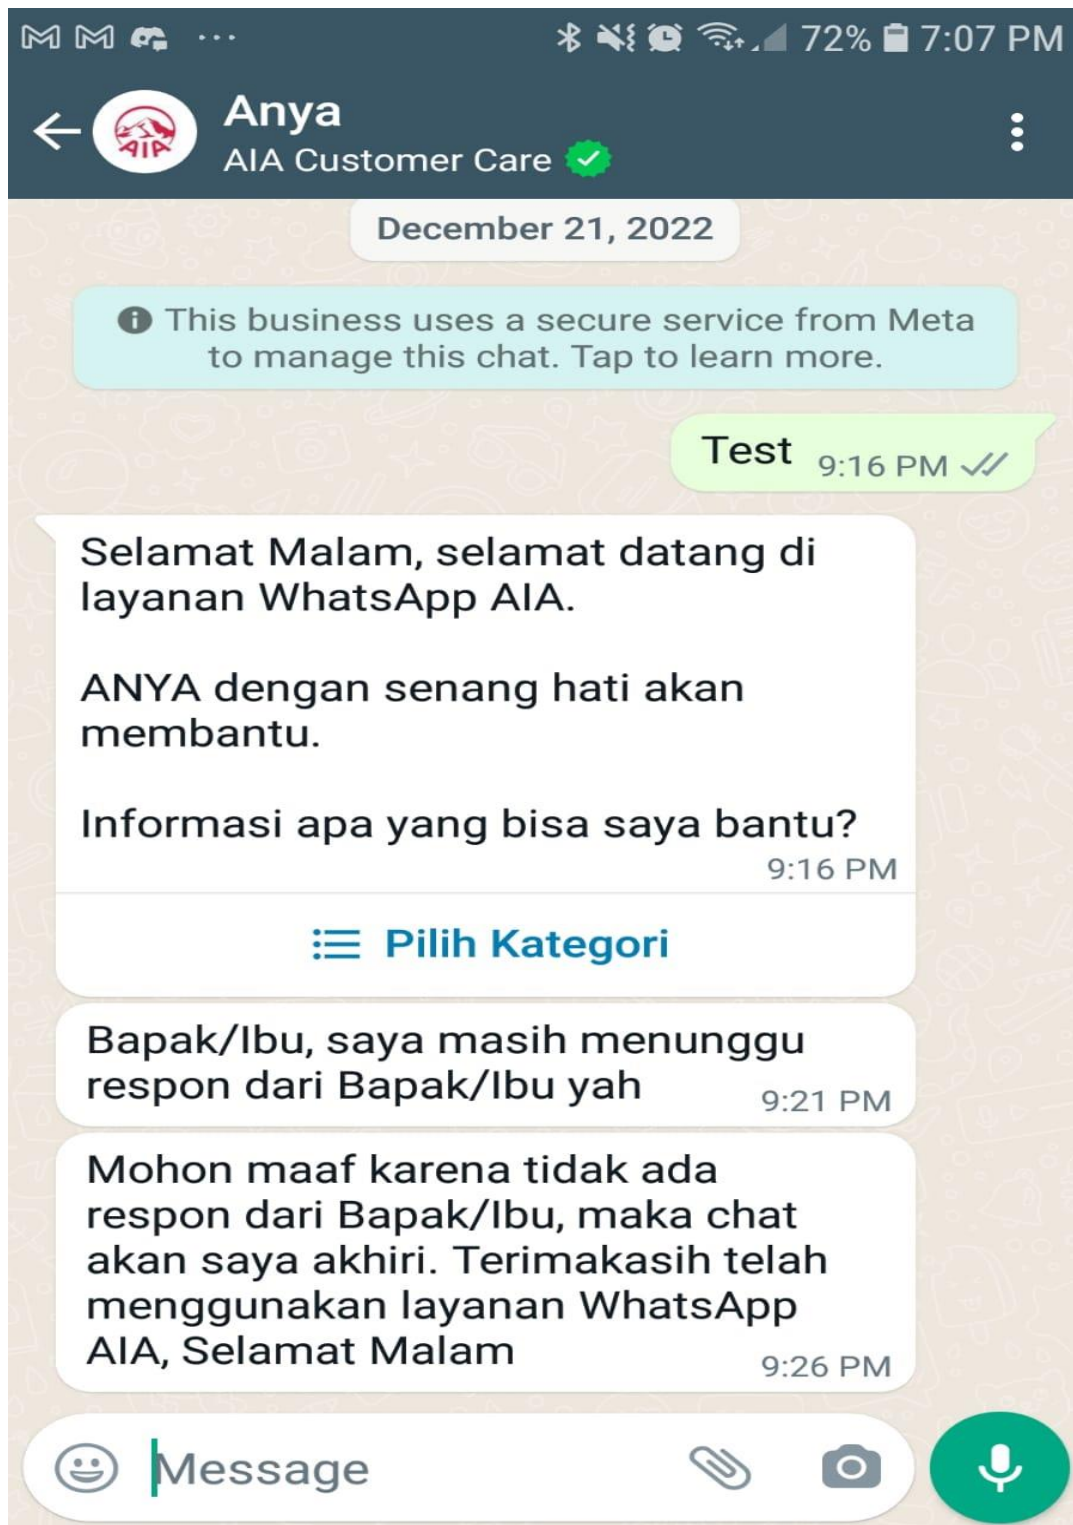 72% 7:07 PM
AIA
Anya
AIA Customer Care
December 21, 2022
This business uses a secure service from Meta
to manage this chat. Tap to learn more.
Test 9:16 PM
Selamat Malam, selamat datang di
layanan WhatsApp AIA.
ANYA dengan senang hati akan
membantu.
Informasi apa yang bisa saya bantu?
9:16 PM
Pilih Kategori
Bapak/Ibu, saya masih menunggu
respon dari Bapak/Ibu yah 9:21 PM
Mohon maaf karena tidak ada
respon dari Bapak/Ibu, maka chat
akan saya akhiri. Terimakasih telah
menggunakan layanan WhatsApp
AIA, Selamat Malam 9:26 PM
Message